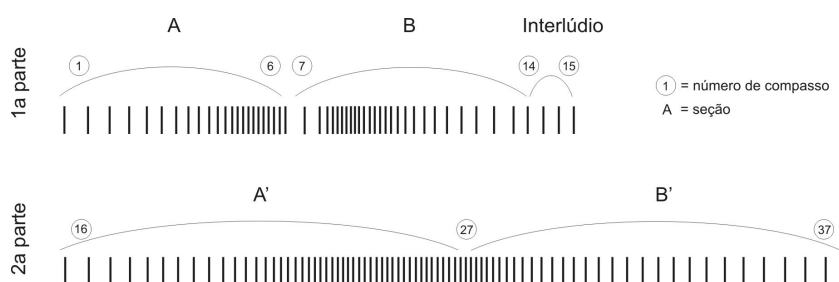 A B Interlúdio
1a parte
1 6 7 14 15
1 = número de compasso
A = seção
A’ B’
2a parte
16 27 37